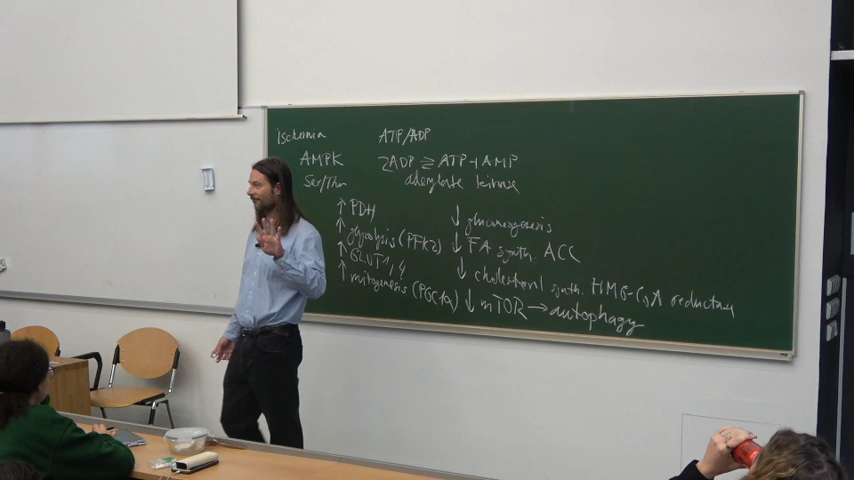 ischemia ATP/ADP
AMPK 2ADP ⇌ ATP + AMP
Ser/Thr adenylate kinase
↑ PDH ↓ gluconeogenesis
↑ glycolysis (PFK2) ↓ FA synth. ACC
↑ GLUT1,4 ↓ cholesterol synth. HMG-CoA reductase
↑ mitogenesis (PGC1α) ↓ mTOR → autophagy